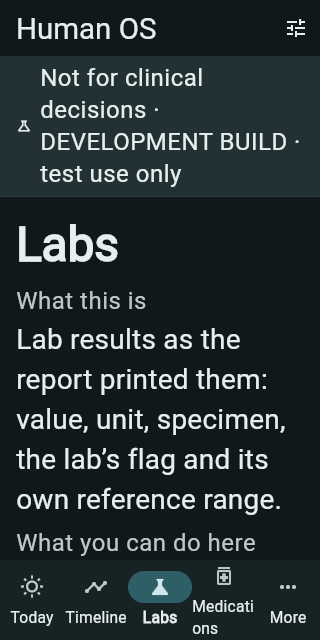 Human OS
Not for clinical
decisions ·
DEVELOPMENT BUILD ·
test use only
Labs
What this is
Lab results as the
report printed them:
value, unit, specimen,
the lab’s flag and its
own reference range.
What you can do here
Today
Timeline
Labs
Medicati
ons
More